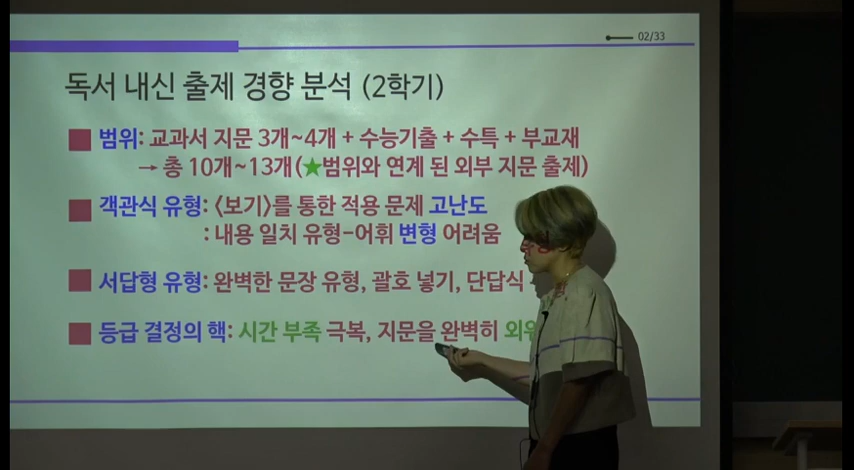 02/33
독서 내신 출제 경향 분석 (2학기)
범위: 교과서 지문 3개~4개 + 수능기출 + 수특 + 부교재
→ 총 10개~13개(★범위와 연계 된 외부 지문 출제)
객관식 유형: <보기>를 통한 적용 문제 고난도
: 내용 일치 유형-어휘 변형 어려움
서답형 유형: 완벽한 문장 유형, 괄호 넣기, 단답식
등급 결정의 핵: 시간 부족 극복, 지문을 완벽히